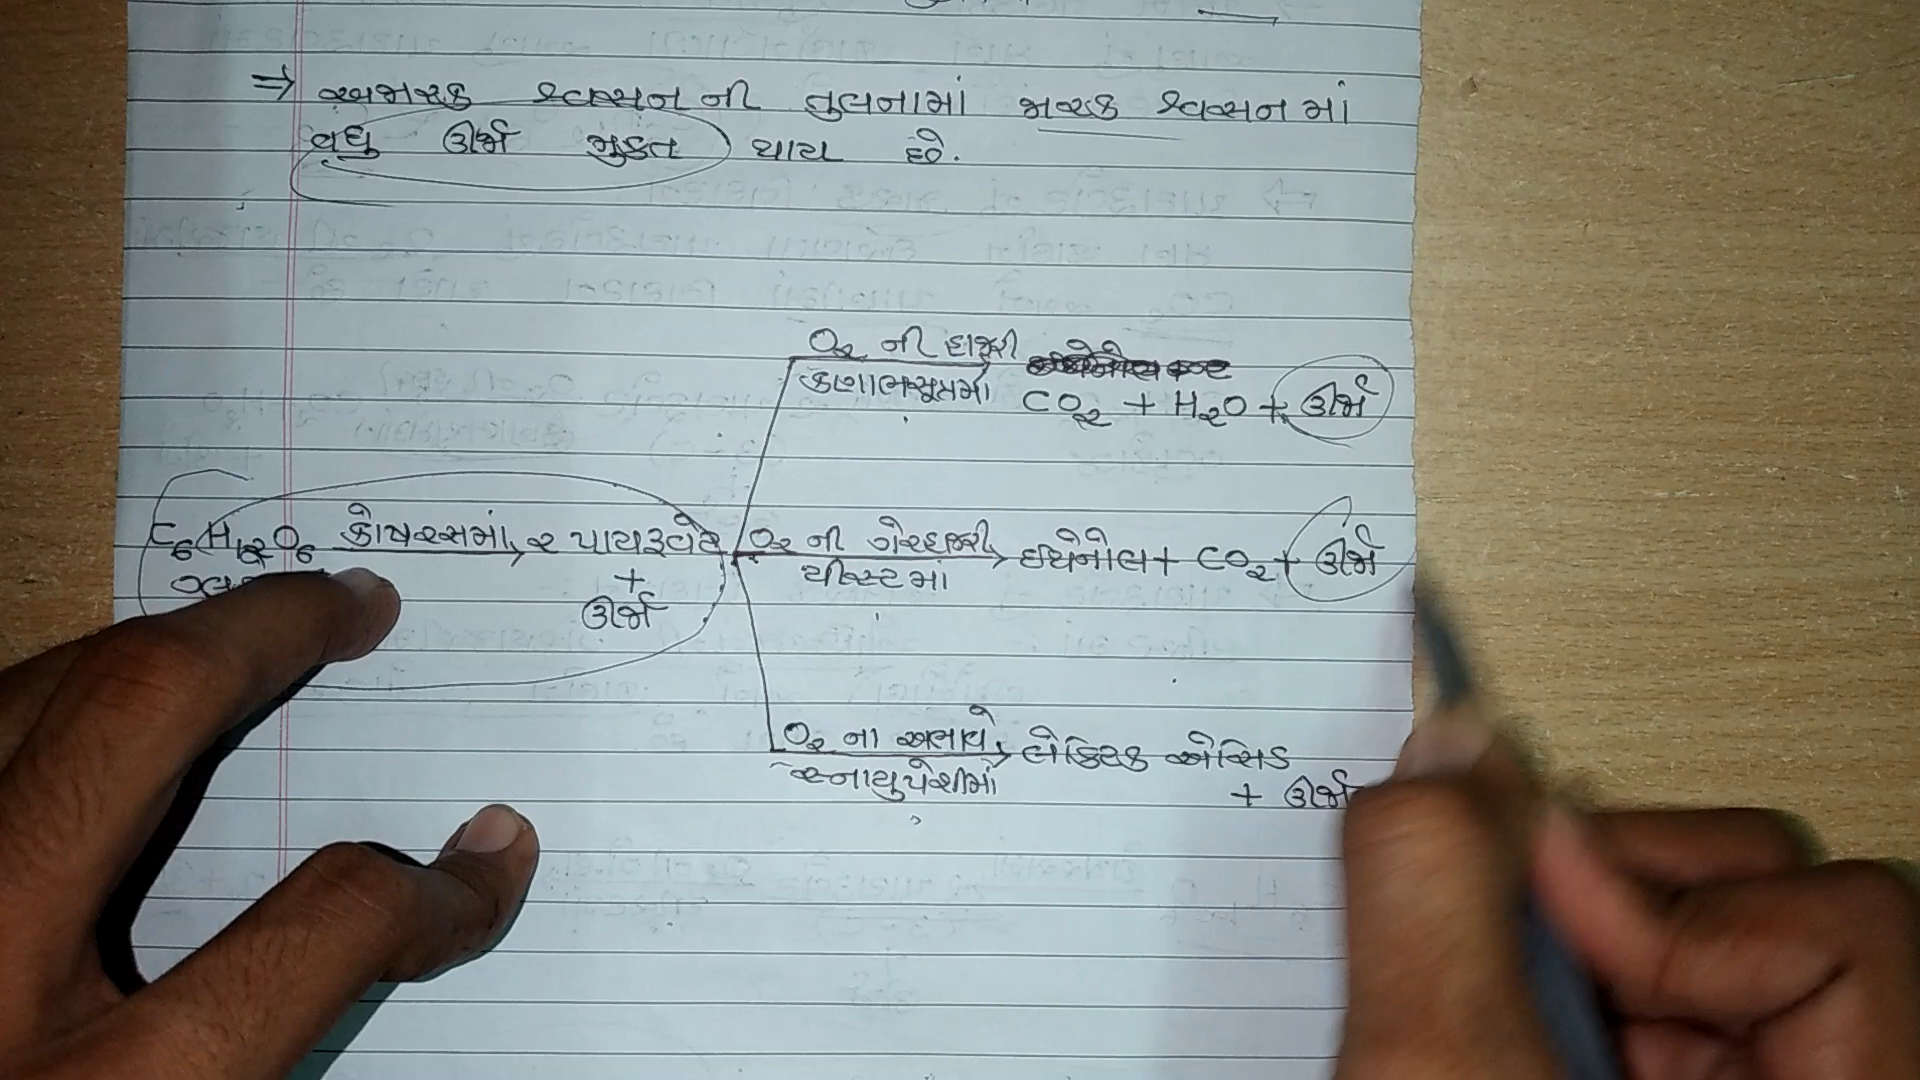 ⇒ અજારક શ્વસન ની તુલનામાં જારક શ્વસન માં
વધુ ઊર્જા મુક્ત થાય છે.
O₂ ની હાજરી
કણાભસૂત્રમાં CO₂ + H₂O + ઊર્જા
C₆H₁₂O₆ કોષરસમાં → ૨ પાયરૂવેટ
+
ઊર્જા
O₂ ની ગેરહાજરી → ઇથેનોલ + CO₂ + ઊર્જા
યીસ્ટમાં
O₂ ના અભાવે → લેક્ટિક એસિડ
સ્નાયુપેશીમાં + ઊર્જા